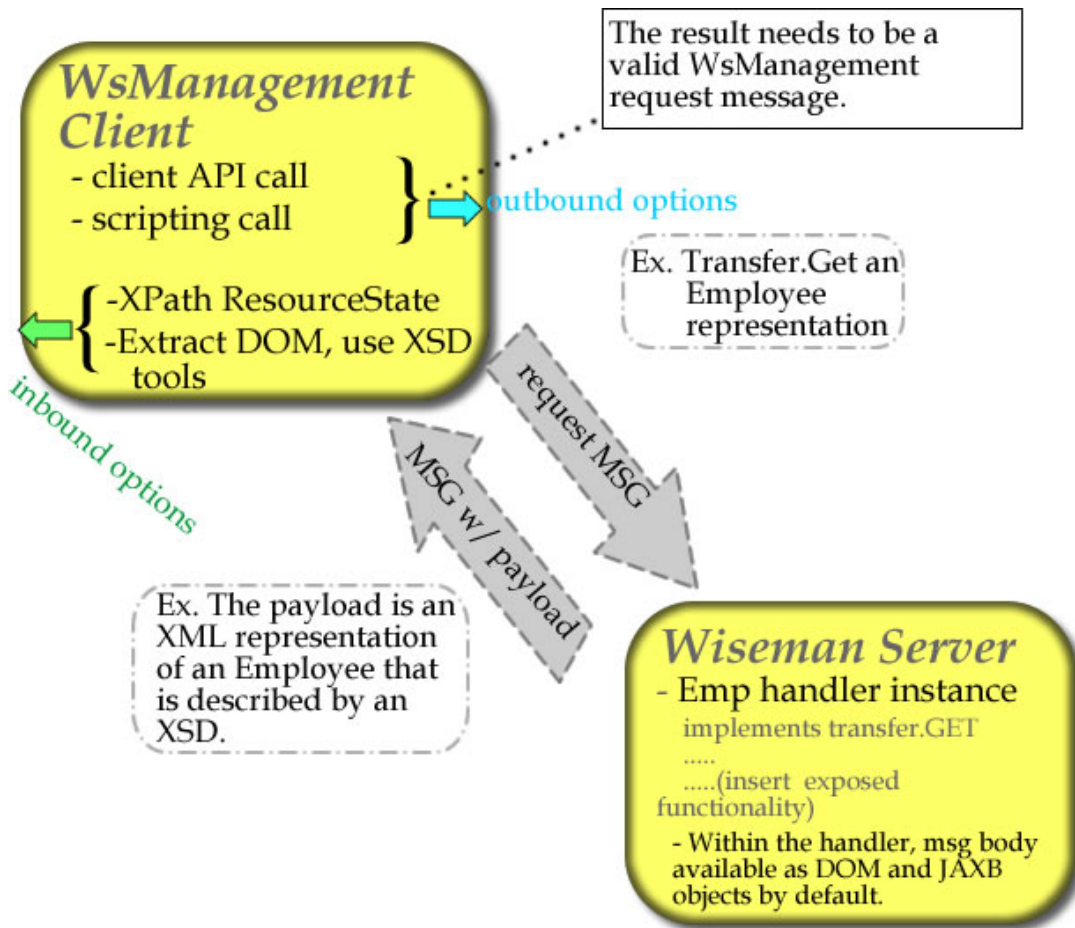 The result needs to be a
valid WsManagement
request message.
WsManagement
Client
- client API call
- scripting call
outbound options
Ex. Transfer.Get an
Employee
representation
-XPath ResourceState
-Extract DOM, use XSD
tools
inbound options
request MSG
MSG w/ payload
Ex. The payload is an
XML representation
of an Employee that
is described by an
XSD.
Wiseman Server
- Emp handler instance
implements transfer.GET
.....
.....(insert exposed
functionality)
- Within the handler, msg body
available as DOM and JAXB
objects by default.